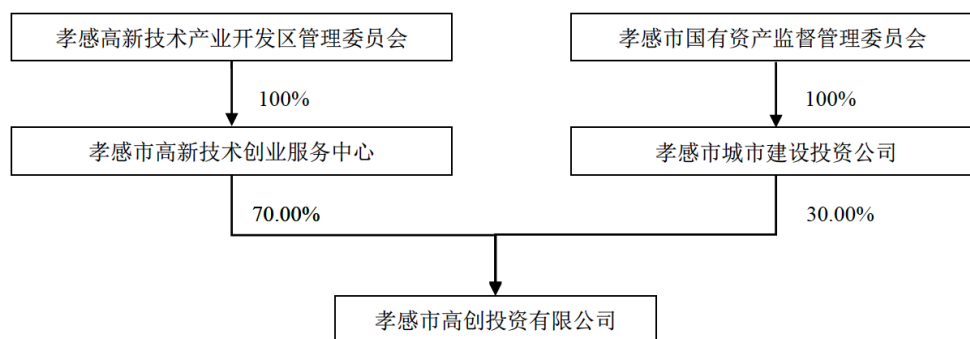 孝感高新技术产业开发区管理委员会
孝感市国有资产监督管理委员会
100%
100%
孝感市高新技术创业服务中心
孝感市城市建设投资公司
70.00%
30.00%
孝感市高创投资有限公司